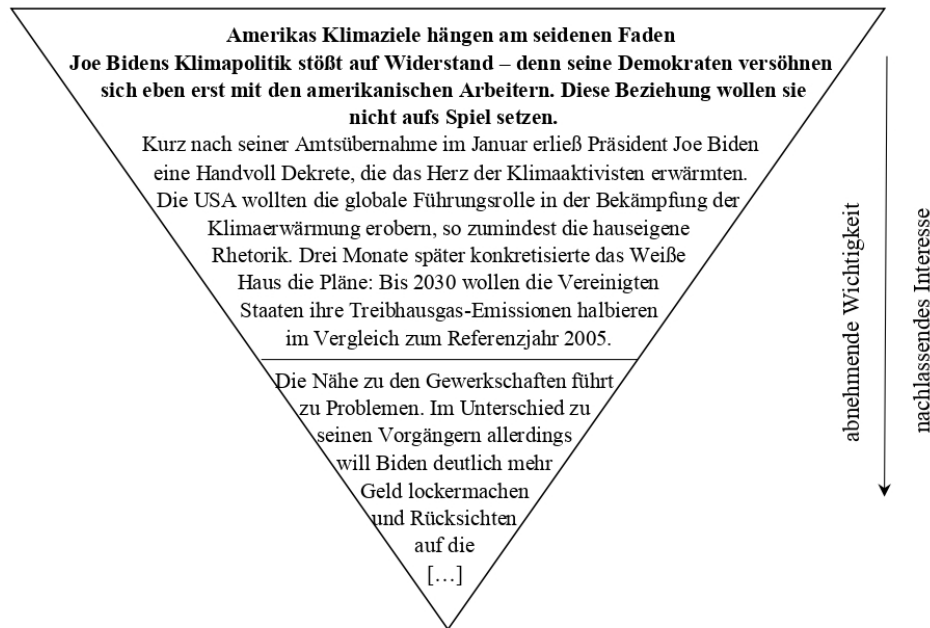 Amerikas Klimaziele hängen am seidenen Faden
Joe Bidens Klimapolitik stößt auf Widerstand – denn seine Demokraten versöhnen
sich eben erst mit den amerikanischen Arbeitern. Diese Beziehung wollen sie
nicht aufs Spiel setzen.
Kurz nach seiner Amtsübernahme im Januar erließ Präsident Joe Biden
eine Handvoll Dekrete, die das Herz der Klimaaktivisten erwärmten.
Die USA wollten die globale Führungsrolle in der Bekämpfung der
Klimaerwärmung erobern, so zumindest die hauseigene
Rhetorik. Drei Monate später konkretisierte das Weiße
Haus die Pläne: Bis 2030 wollen die Vereinigten
Staaten ihre Treibhausgas-Emissionen halbieren
im Vergleich zum Referenzjahr 2005.
Die Nähe zu den Gewerkschaften führt
zu Problemen. Im Unterschied zu
seinen Vorgängern allerdings
will Biden deutlich mehr
Geld lockermachen
und Rücksichten
auf die
[…]
abnehmende Wichtigkeit
nachlassendes Interesse